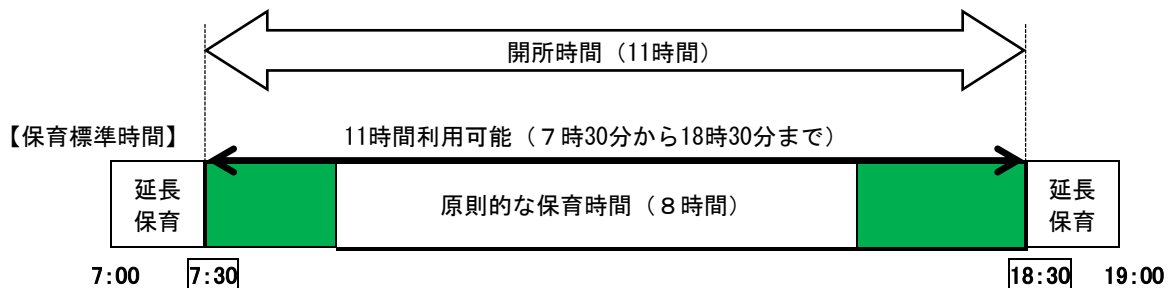 開所時間（11時間）
【保育標準時間】
11時間利用可能（７時30分から18時30分まで）
延長
保育
原則的な保育時間（８時間）
延長
保育
7:00
7:30
18:30
19:00